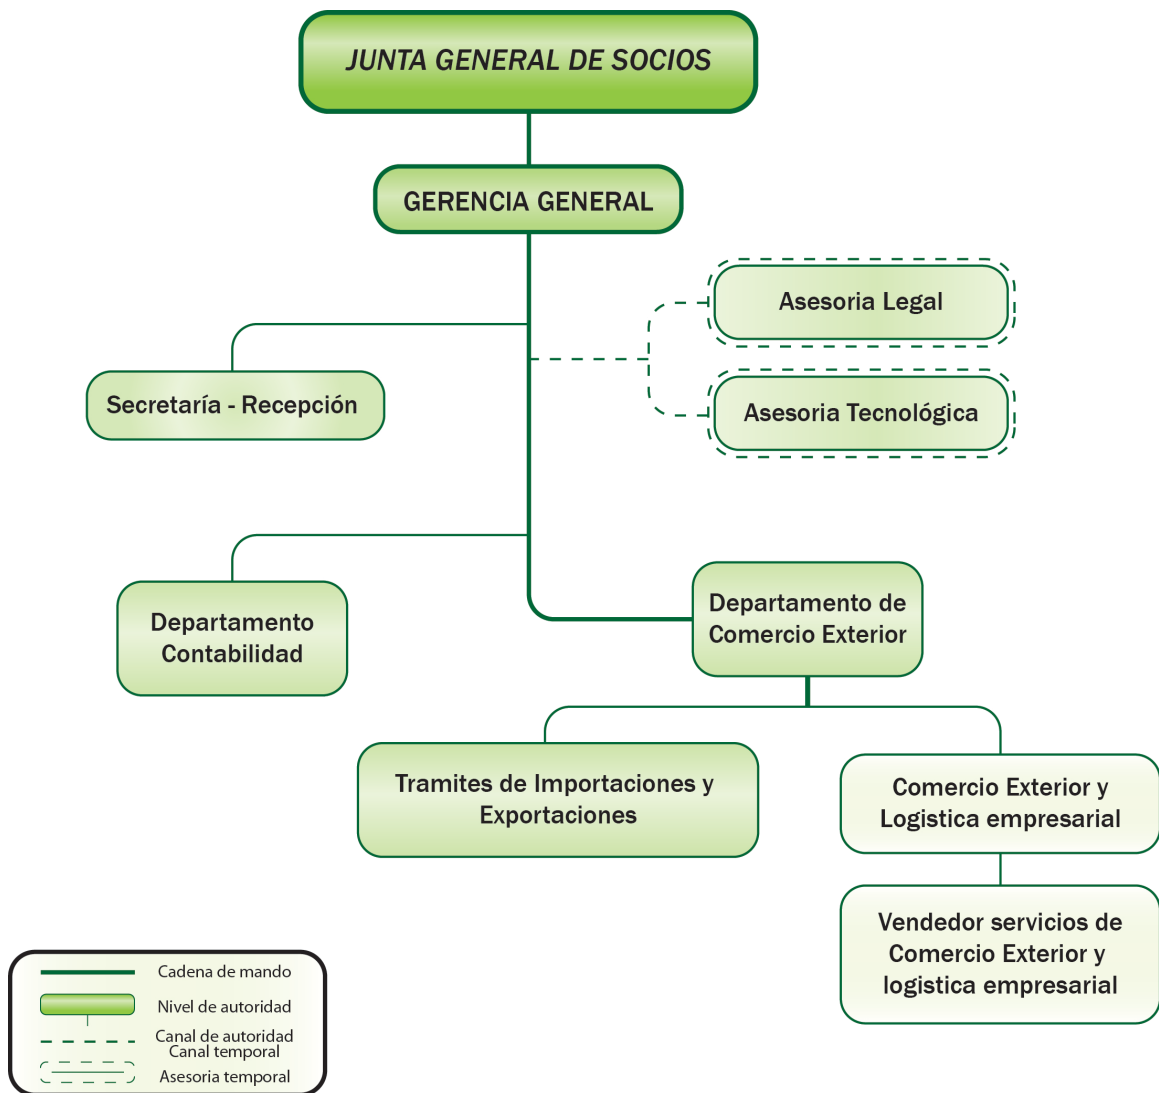 JUNTA GENERAL DE SOCIOS
GERENCIA GENERAL
Asesoria Legal
Secretaría - Recepción
Asesoria Tecnológica
Departamento
Contabilidad
Departamento de
Comercio Exterior
Tramites de Importaciones y
Exportaciones
Comercio Exterior y
Logistica empresarial
Vendedor servicios de
Comercio Exterior y
logistica empresarial
Cadena de mando
Nivel de autoridad
Canal de autoridad
Canal temporal
Asesoria temporal